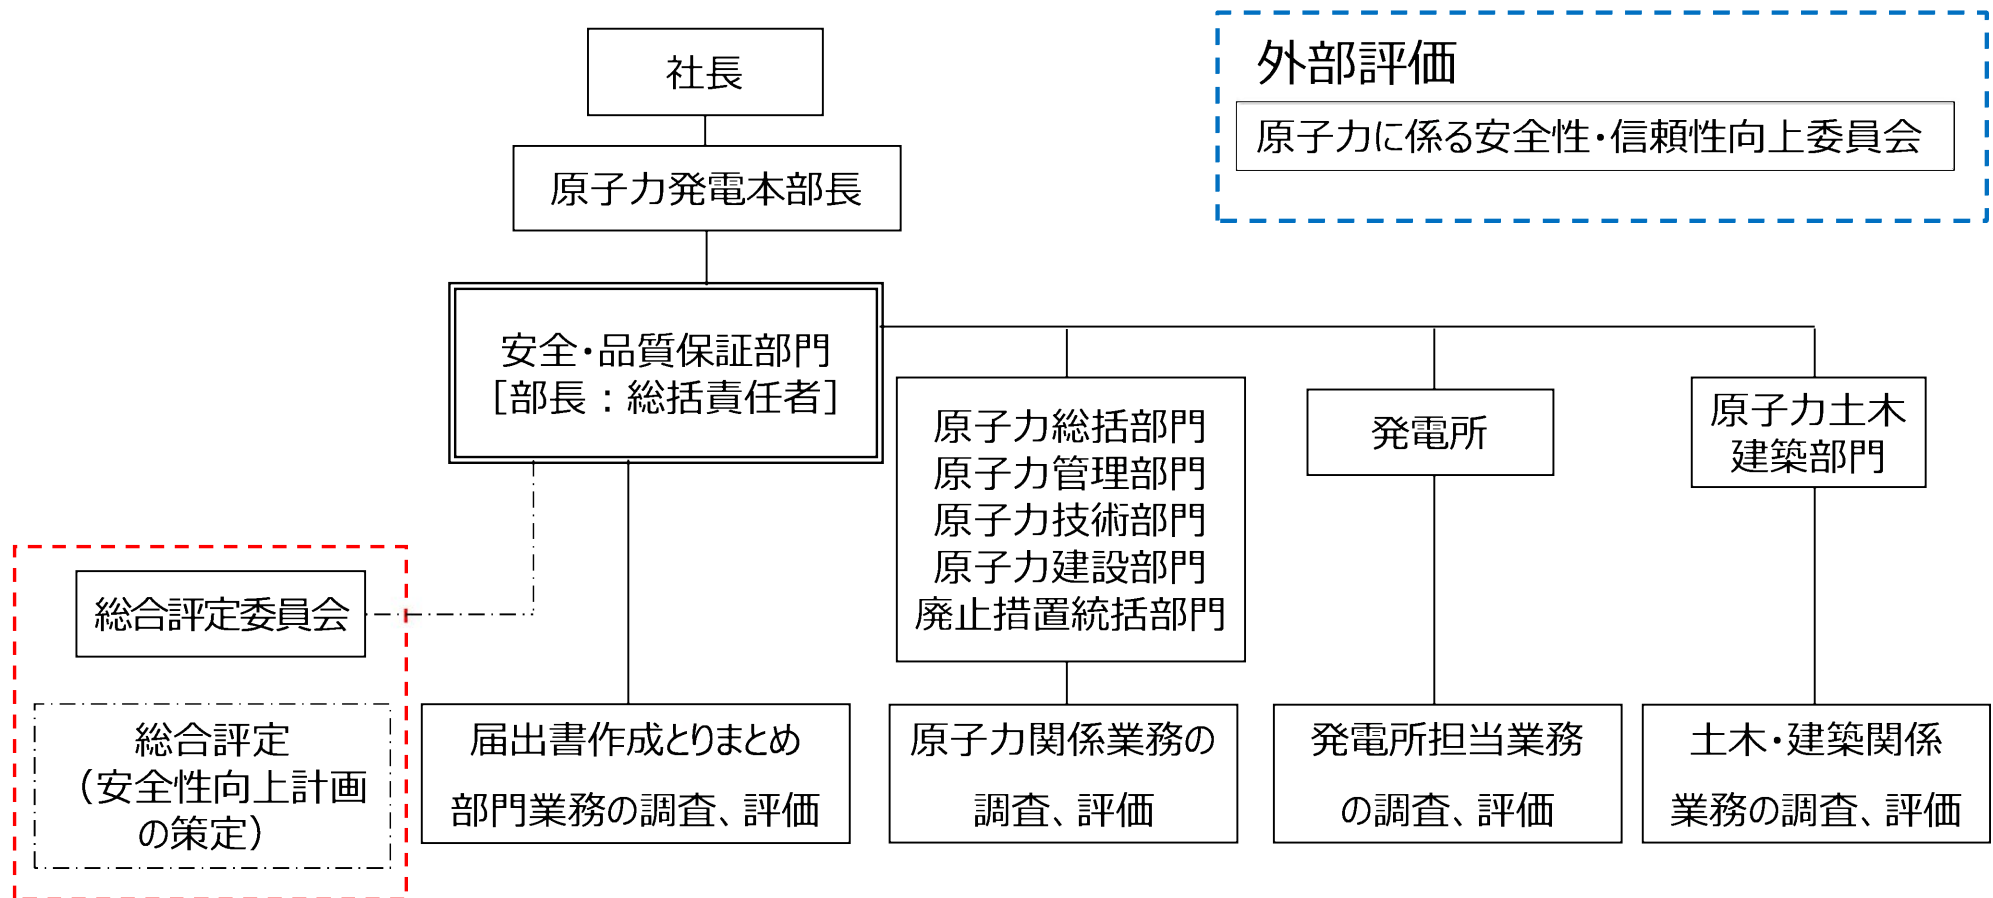 社長
原子力発電本部長
外部評価
原子力に係る安全性・信頼性向上委員会
安全・品質保証部門
［部長：総括責任者］
原子力総括部門
原子力管理部門
原子力技術部門
原子力建設部門
廃止措置統括部門
発電所
原子力土木
建築部門
総合評定委員会
総合評定
（安全性向上計画
の策定）
届出書作成とりまとめ
部門業務の調査、評価
原子力関係業務の
調査、評価
発電所担当業務
の調査、評価
土木・建築関係
業務の調査、評価